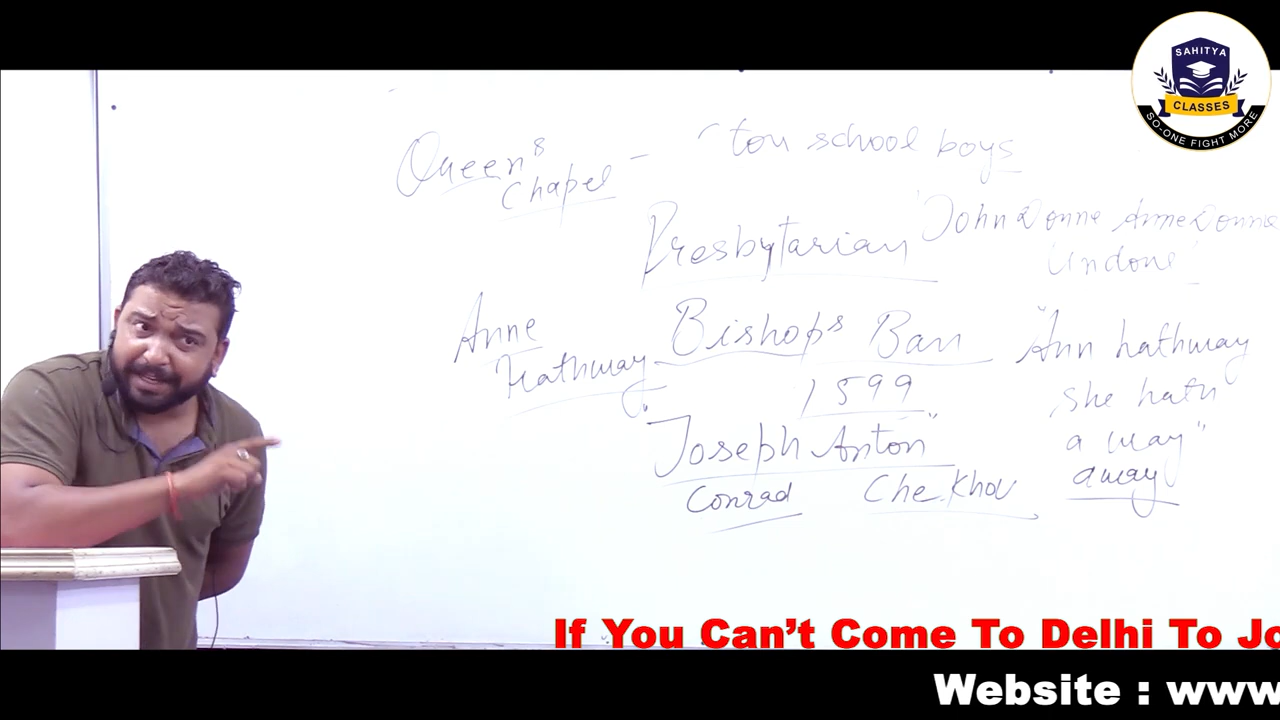 SAHITYA
CLASSES
SO-ONE FIGHT MORE
Queen's
Chapel -
"ton school boys
Presbytarian
'John Donne Anne Donne
Undone'
Anne
Hathway
Bishops Ban
1599
"Ann hathway
she hath
a way"
away
"Joseph Anton"
Conrad Chekhov
If You Can't Come To Delhi To Jo
Website : www